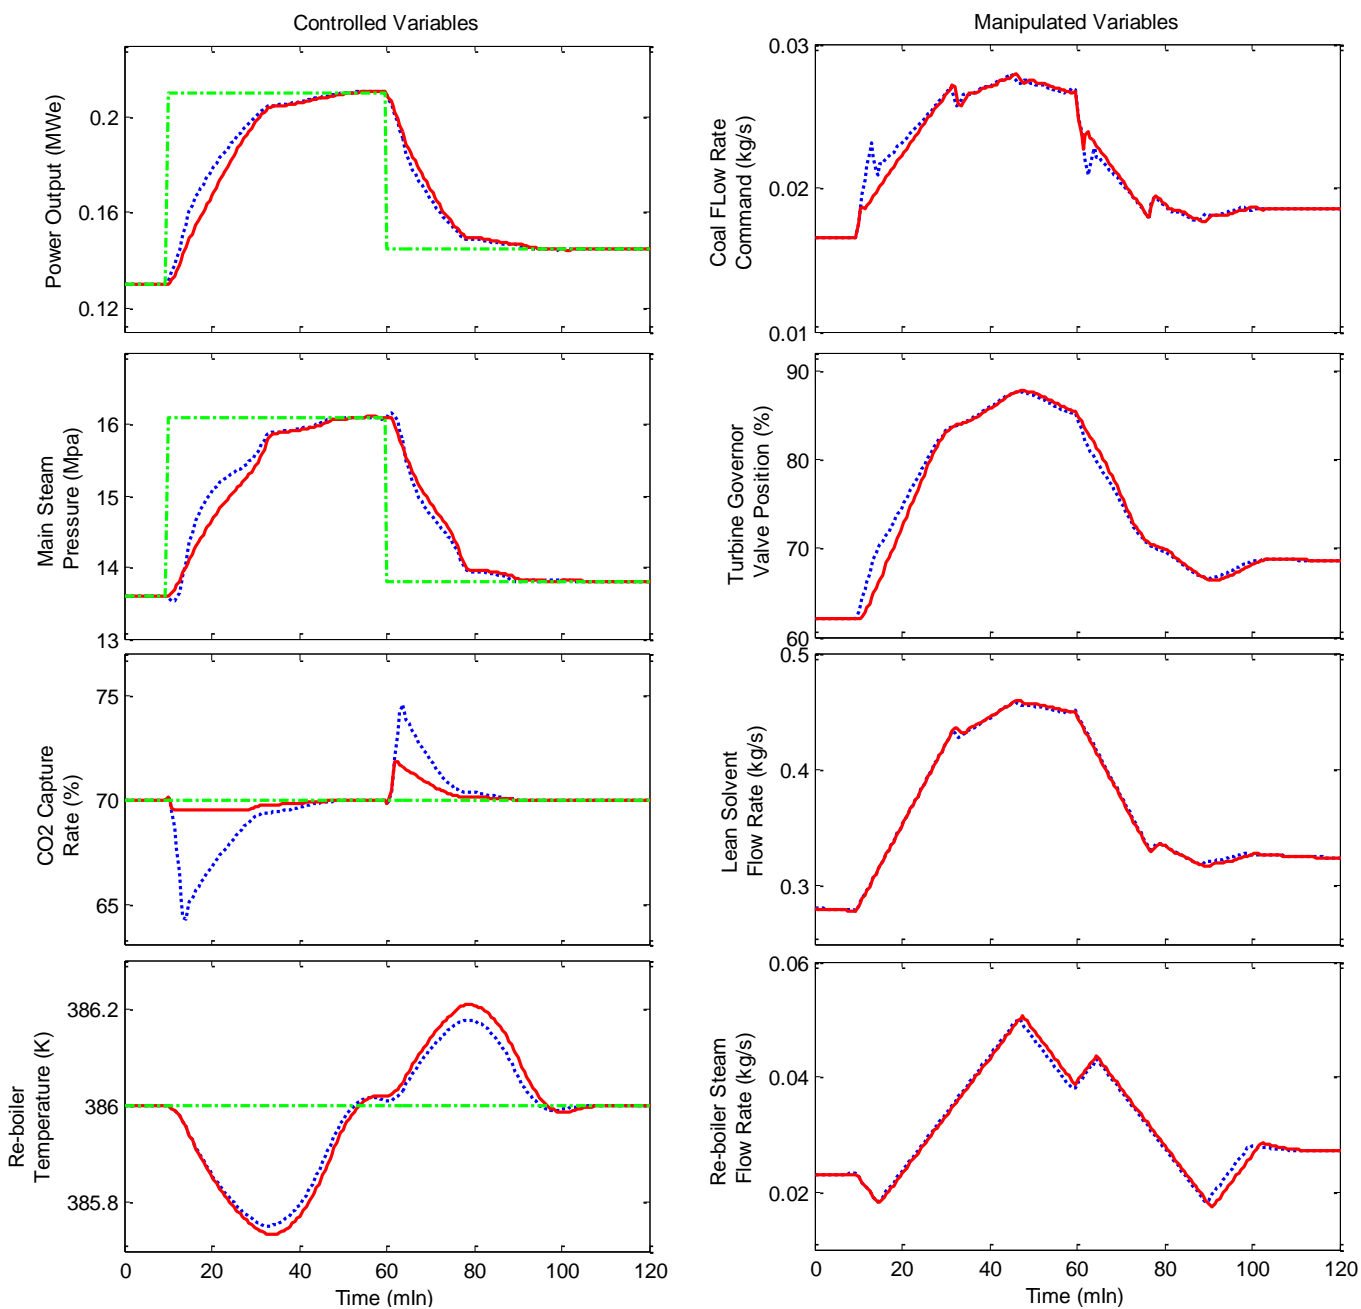 Controlled Variables
Power Output (MWe)
0.2
0.16
0.12
Main Steam
Pressure (Mpa)
16
15
14
13
CO2 Capture
Rate (%)
75
70
65
Re-boiler
Temperature (K)
386.2
386
385.8
0 20 40 60 80 100 120
Time (mIn)
Manipulated Variables
Coal FLow Rate
Command (kg/s)
0.03
0.02
0.01
Turbine Governor
Valve Position (%)
90
80
70
60
Lean Solvent
Flow Rate (kg/s)
0.5
0.4
0.3
Re-boiler Steam
Flow Rate (kg/s)
0.06
0.04
0.02
0 20 40 60 80 100 120
Time (mIn)